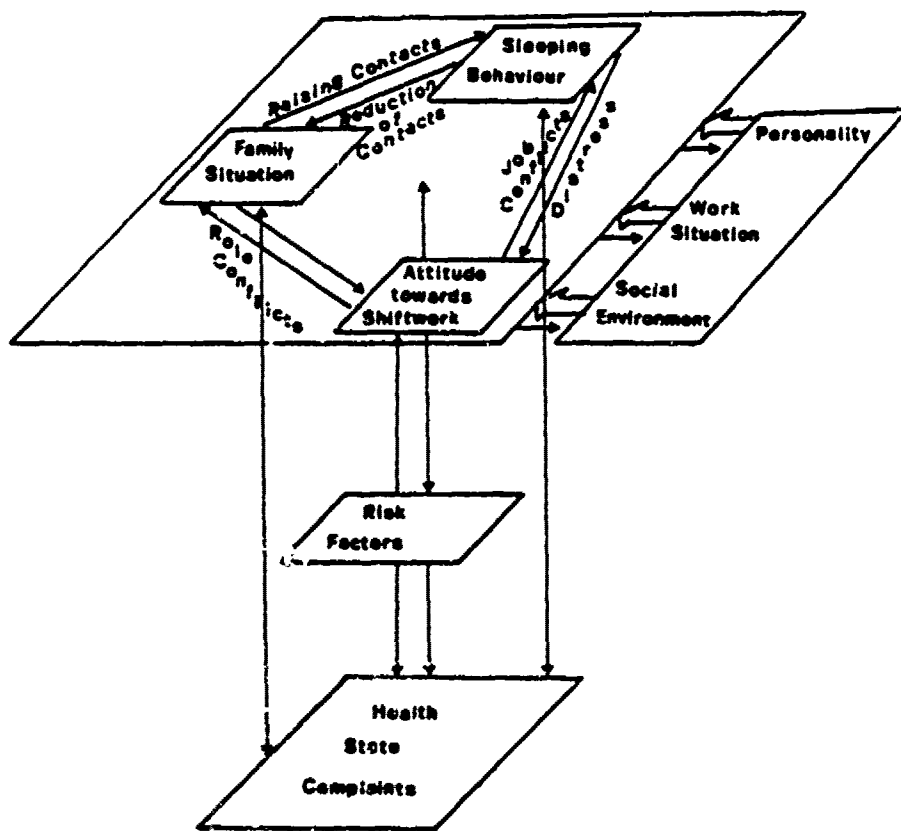 Sleeping
Behaviour
Raising Contacts
Reduction
of
Contacts
Family
Situation
Job
Conflicts
Distress
Personality
Work
Situation
Role
Conflicts
Attitude
towards
Shiftwork
Social
Environment
Risk
Factors
Health
State
Complaints